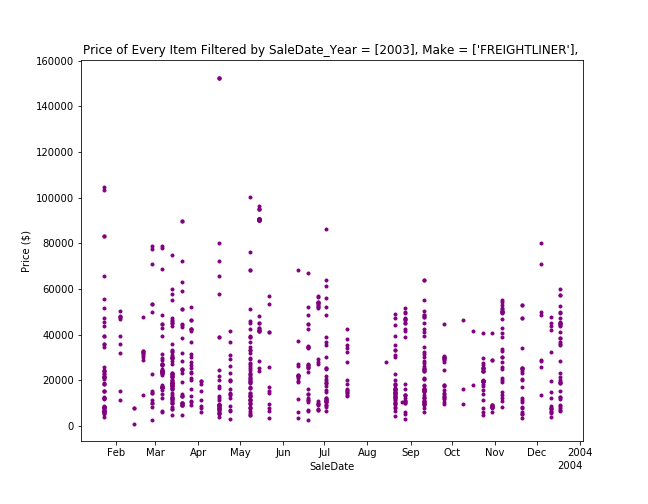 Price of Every Item Filtered by SaleDate_Year = [2003], Make = ['FREIGHTLINER'],
160000
140000
120000
100000
80000
60000
40000
20000
0
Price ($)
Feb Mar Apr May Jun Jul Aug Sep Oct Nov Dec 2004
SaleDate
2004